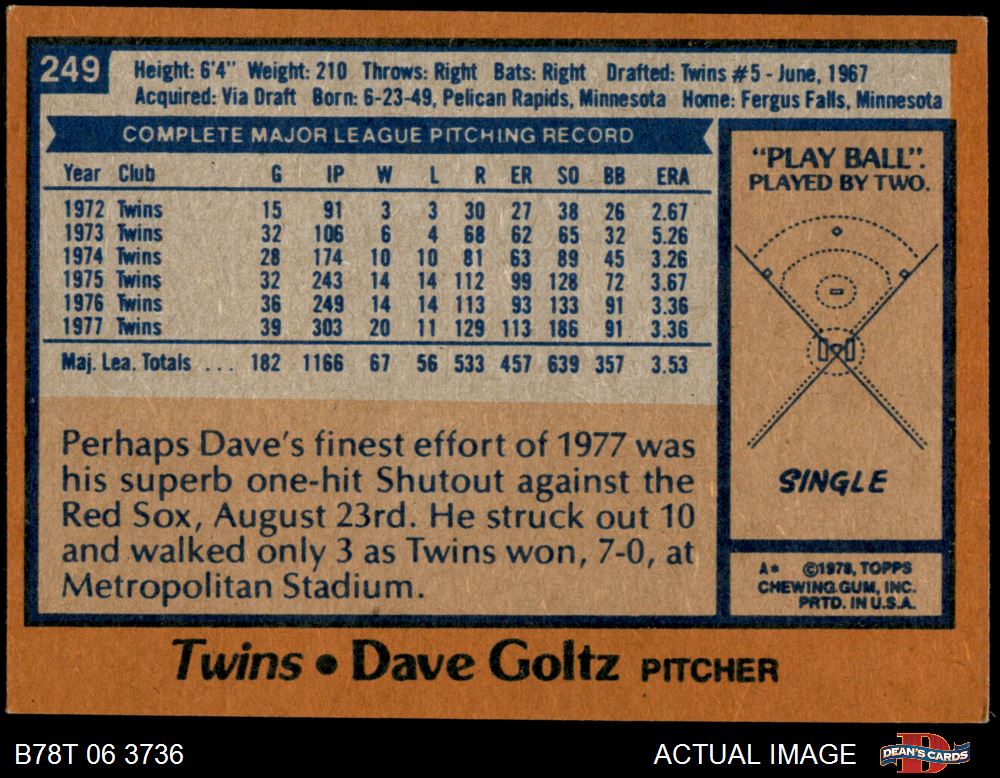 249
Height: 6'4" Weight: 210 Throws: Right Bats: Right Drafted: Twins #5 - June, 1967
Acquired: Via Draft Born: 6-23-49, Pelican Rapids, Minnesota Home: Fergus Falls, Minnesota
COMPLETE MAJOR LEAGUE PITCHING RECORD
Year Club G IP W L R ER SO BB ERA
1972 Twins 15 91 3 3 30 27 38 26 2.67
1973 Twins 32 106 6 4 68 62 65 32 5.26
1974 Twins 28 174 10 10 81 63 89 45 3.26
1975 Twins 32 243 14 14 112 99 128 72 3.67
1976 Twins 36 249 14 14 113 93 133 91 3.36
1977 Twins 39 303 20 11 129 113 186 91 3.36
Maj. Lea. Totals ... 182 1166 67 56 533 457 639 357 3.53
Perhaps Dave's finest effort of 1977 was
his superb one-hit Shutout against the
Red Sox, August 23rd. He struck out 10
and walked only 3 as Twins won, 7-0, at
Metropolitan Stadium.
"PLAY BALL".
PLAYED BY TWO.
SINGLE
A* ©1978, TOPPS
CHEWING GUM, INC.
PRTD. IN U.S.A.
Twins • Dave Goltz PITCHER
B78T 06 3736
ACTUAL IMAGE
DEAN'S CARDS